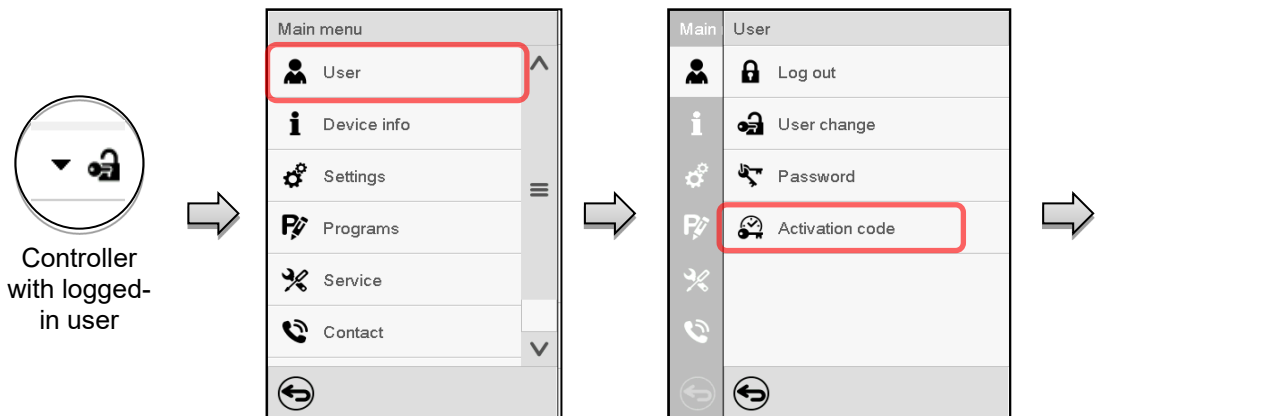 Main menu
User
Device info
Settings
Programs
Service
Contact
Controller
with logged-
in user
Main
User
Log out
User change
Password
Activation code